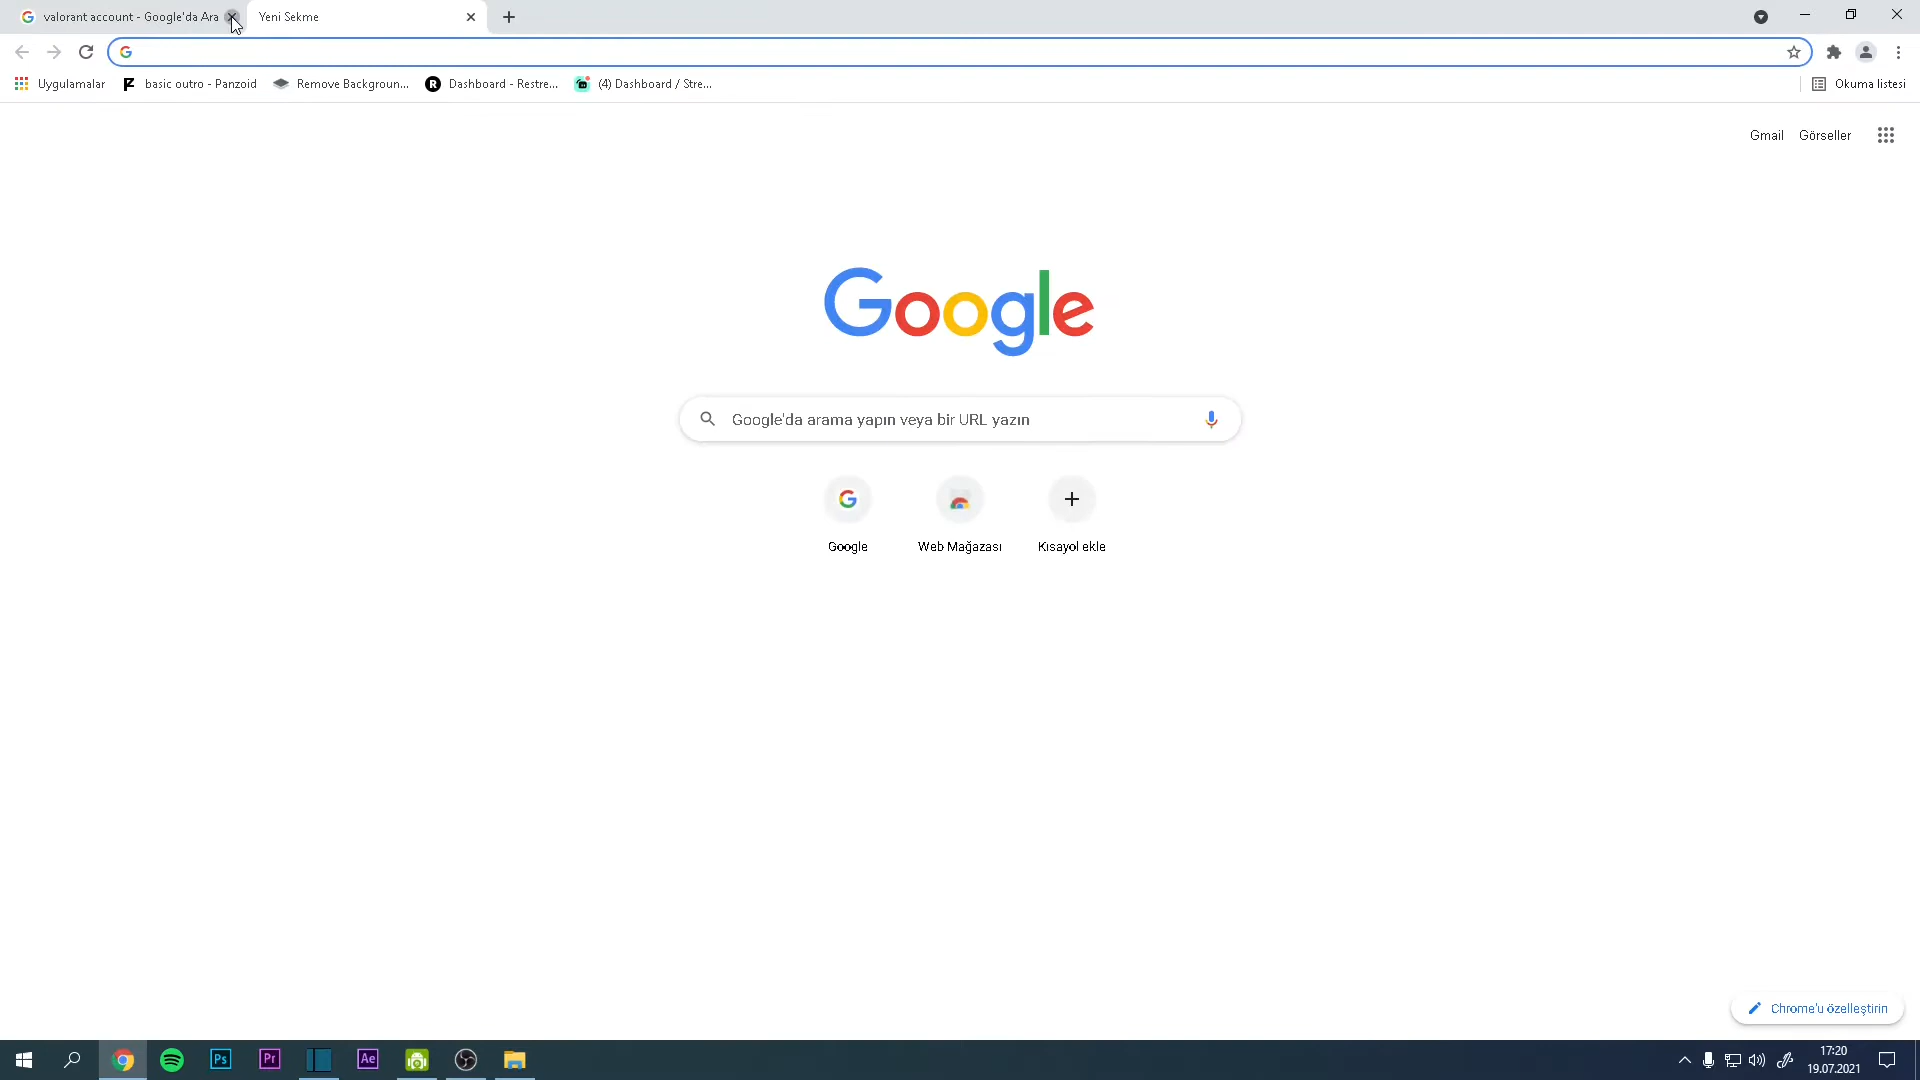 valorant account - Google'da Ara
Yeni Sekme
Uygulamalar
basic outro - Panzoid
Remove Backgroun...
Dashboard - Restre...
(4) Dashboard / Stre...
Okuma listesi
Gmail
Görseller
Google
Google'da arama yapın veya bir URL yazın
Google
Web Mağazası
Kısayol ekle
Chrome'u özelleştirin
Ps
Pr
Ae
17:20
19.07.2021